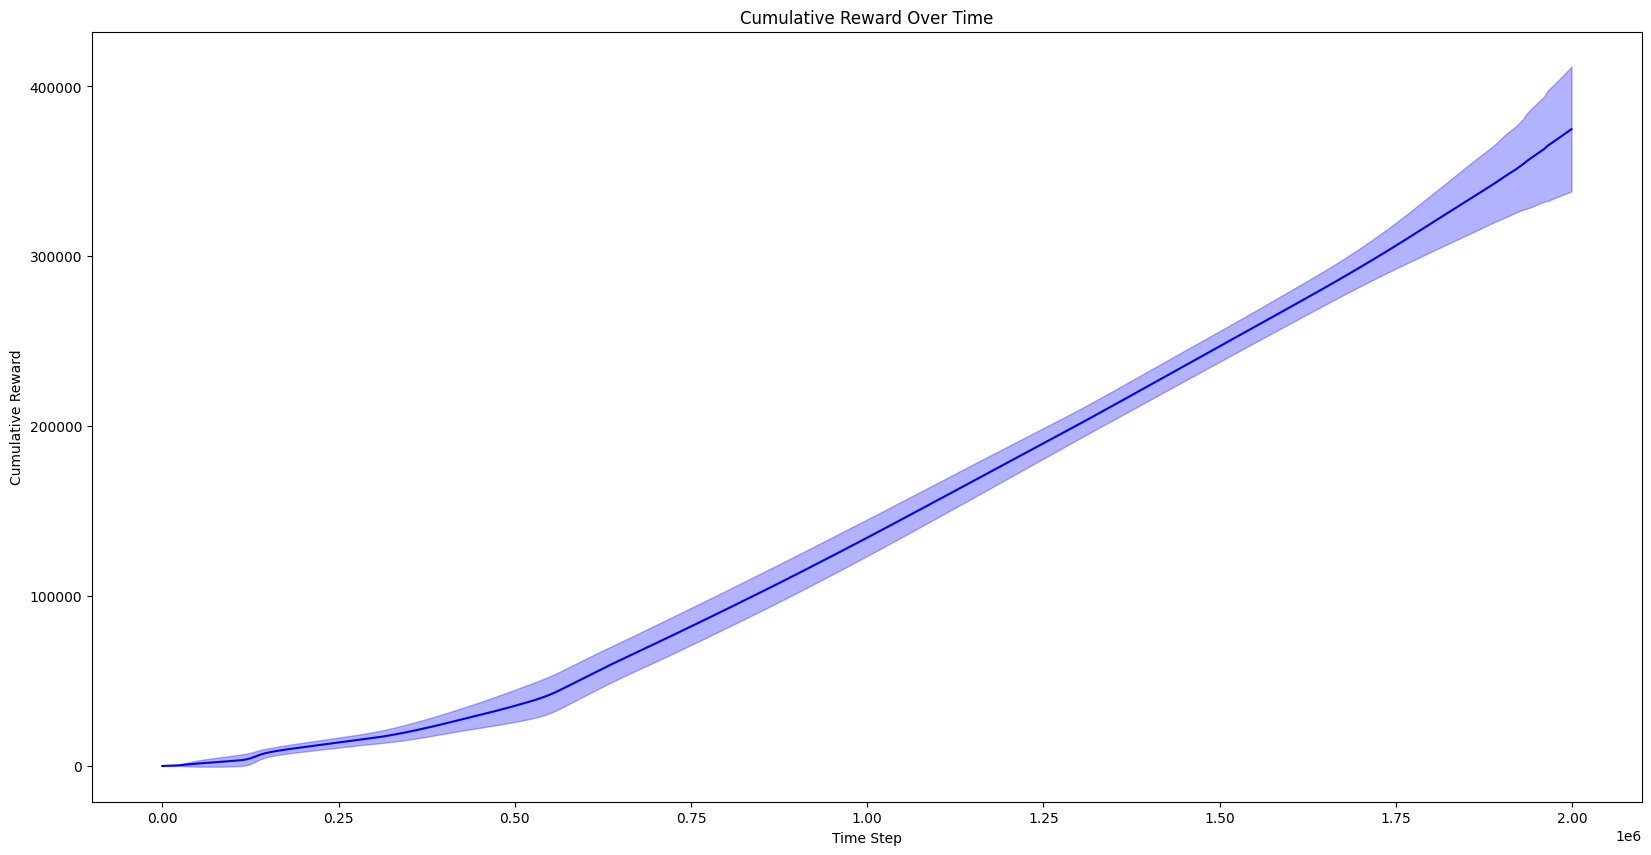 Cumulative Reward Over Time
400000
300000
200000
100000
0
Cumulative Reward
0.00 0.25 0.50 0.75 1.00 1.25 1.50 1.75 2.00
1e6
Time Step